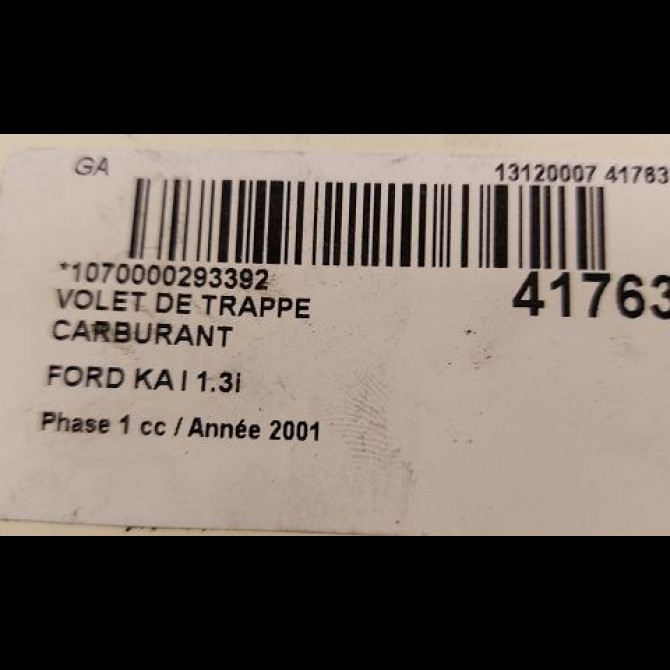 GA
13120007 41763
*1070000293392
41763
VOLET DE TRAPPE
CARBURANT
FORD KA I 1.3i
Phase 1 cc / Année 2001